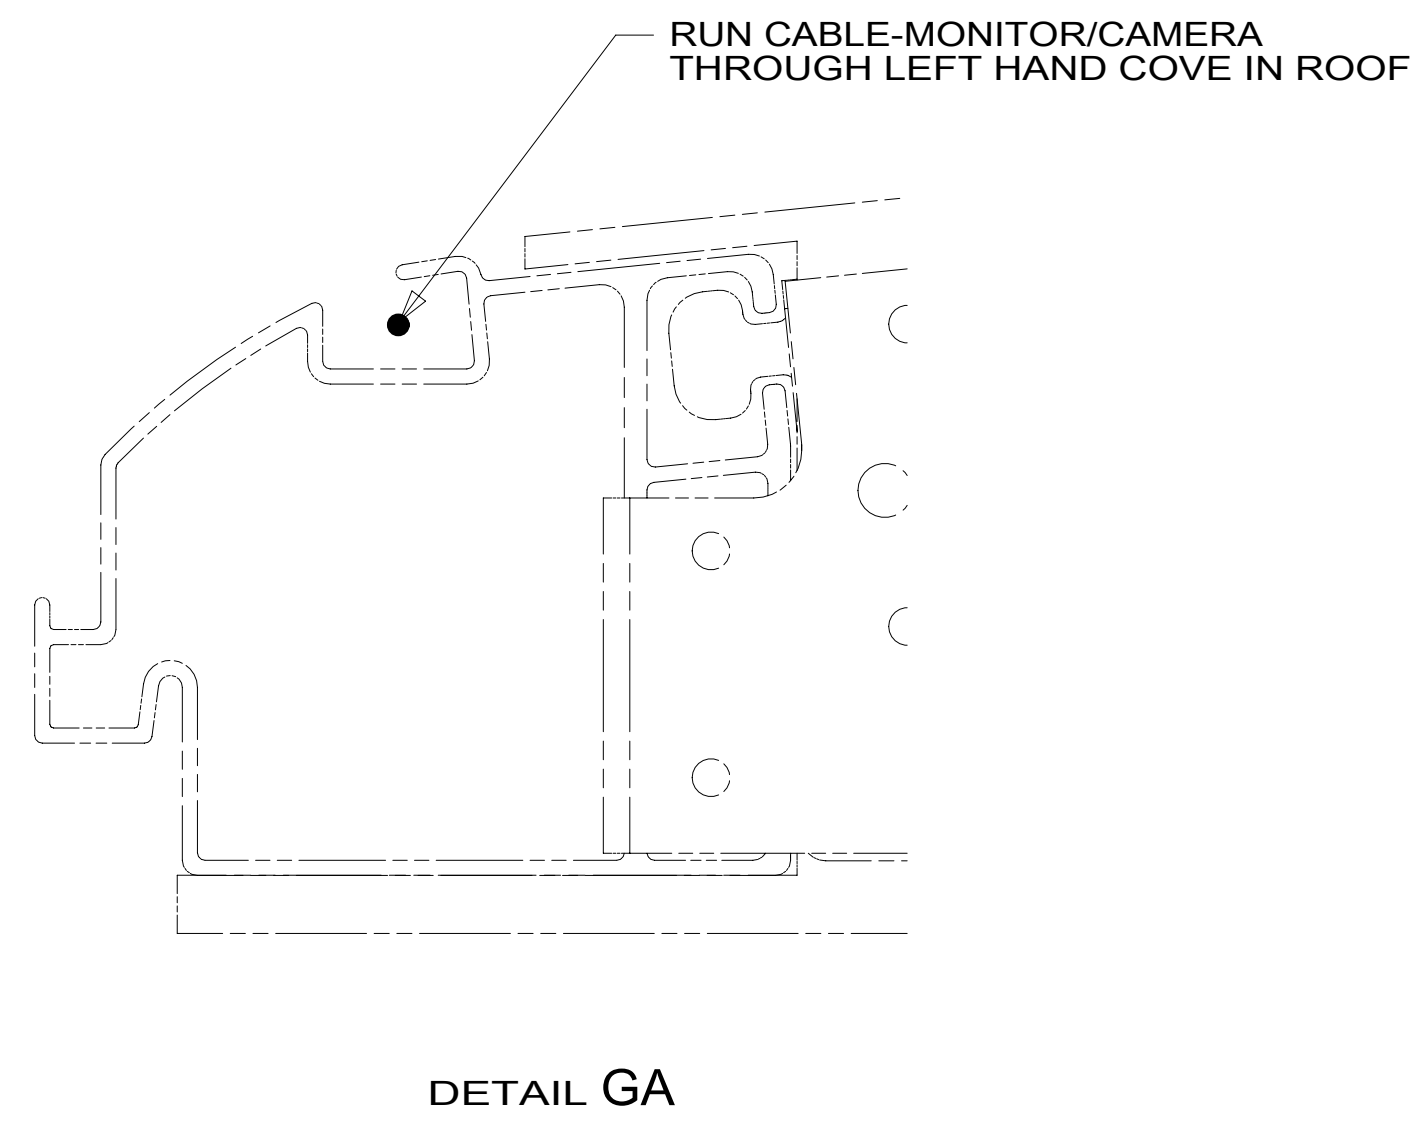 RUN CABLE-MONITOR/CAMERA
THROUGH LEFT HAND COVE IN ROOF
DETAIL GA